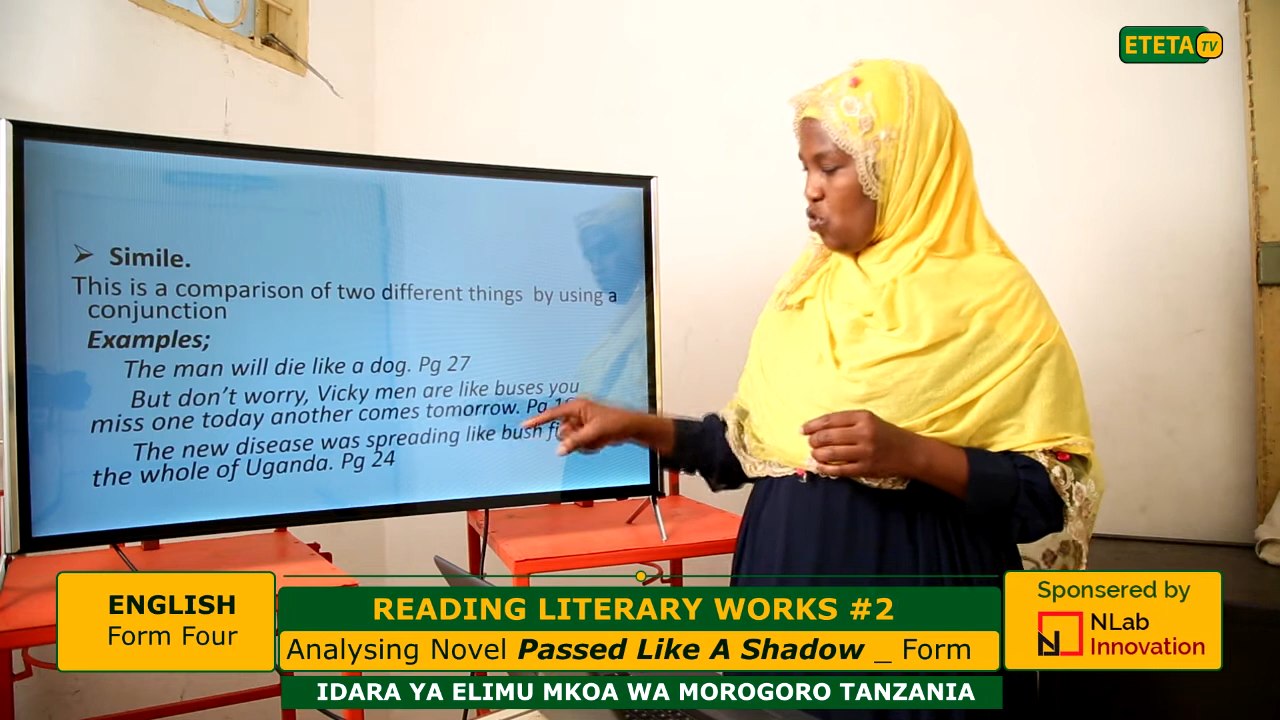 ETETA TV
➢ Simile.
This is a comparison of two different things by using a
conjunction
Examples;
The man will die like a dog. Pg 27
But don't worry, Vicky men are like buses you
miss one today another comes tomorrow. Pg
The new disease was spreading like bush
the whole of Uganda. Pg 24
ENGLISH
Form Four
READING LITERARY WORKS #2
Analysing Novel Passed Like A Shadow _ Form
IDARA YA ELIMU MKOA WA MOROGORO TANZANIA
Sponsered by
NLab
Innovation